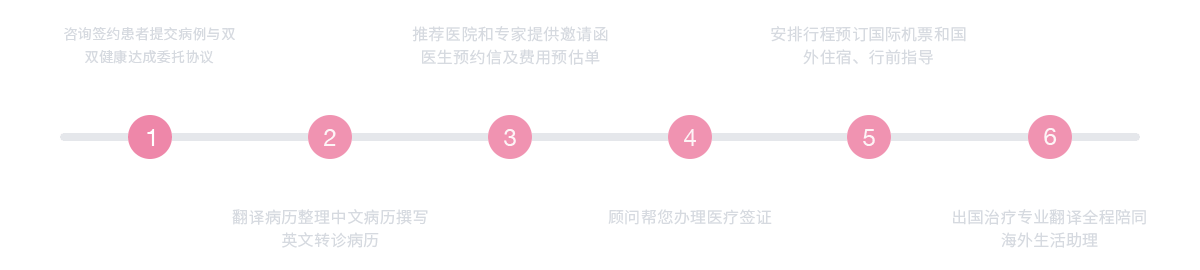 咨询签约患者提交病例与双
双健康达成委托协议
推荐医院和专家提供邀请函
医生预约信及费用预估单
安排行程预订国际机票和国
外住宿、行前指导
1
2
3
4
5
6
翻译病历整理中文病历撰写
英文转诊病历
顾问帮您办理医疗签证
出国治疗专业翻译全程陪同
海外生活助理